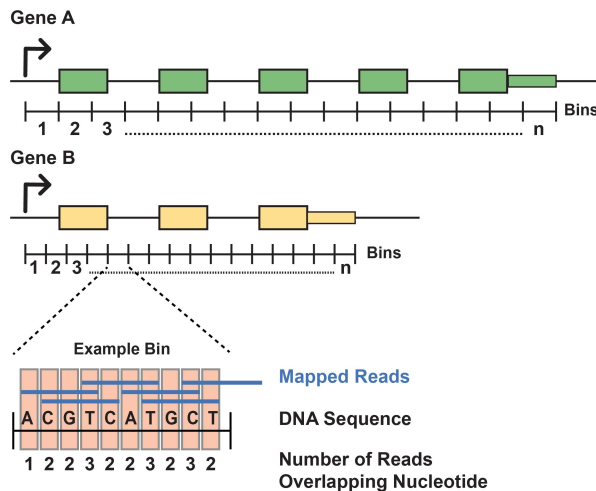 Gene A
1 2 3 n Bins
Gene B
1 2 3 n Bins
Example Bin
Mapped Reads
A C G T C A T G C T DNA Sequence
1 2 2 3 2 2 3 2 3 2 Number of Reads
Overlapping Nucleotide